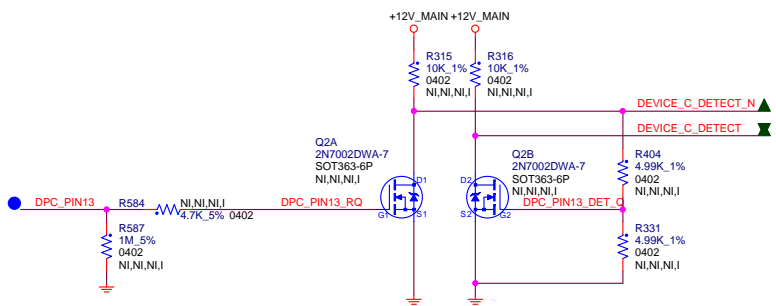 +12V_MAIN +12V_MAIN
R315
10K_1%
0402
NI,NI,NI,I
R316
10K_1%
0402
NI,NI,NI,I
DEVICE_C_DETECT_N
DEVICE_C_DETECT
Q2A
2N7002DWA-7
SOT363-6P
NI,NI,NI,I
D1
G1
S1
D2
S2
G2
Q2B
2N7002DWA-7
SOT363-6P
NI,NI,NI,I
R404
4.99K_1%
0402
NI,NI,NI,I
DPC_PIN13
R584
NI,NI,NI,I
4.7K_5% 0402
DPC_PIN13_RQ
DPC_PIN13_DET_Q
R587
1M_5%
0402
NI,NI,NI,I
R331
4.99K_1%
0402
NI,NI,NI,I